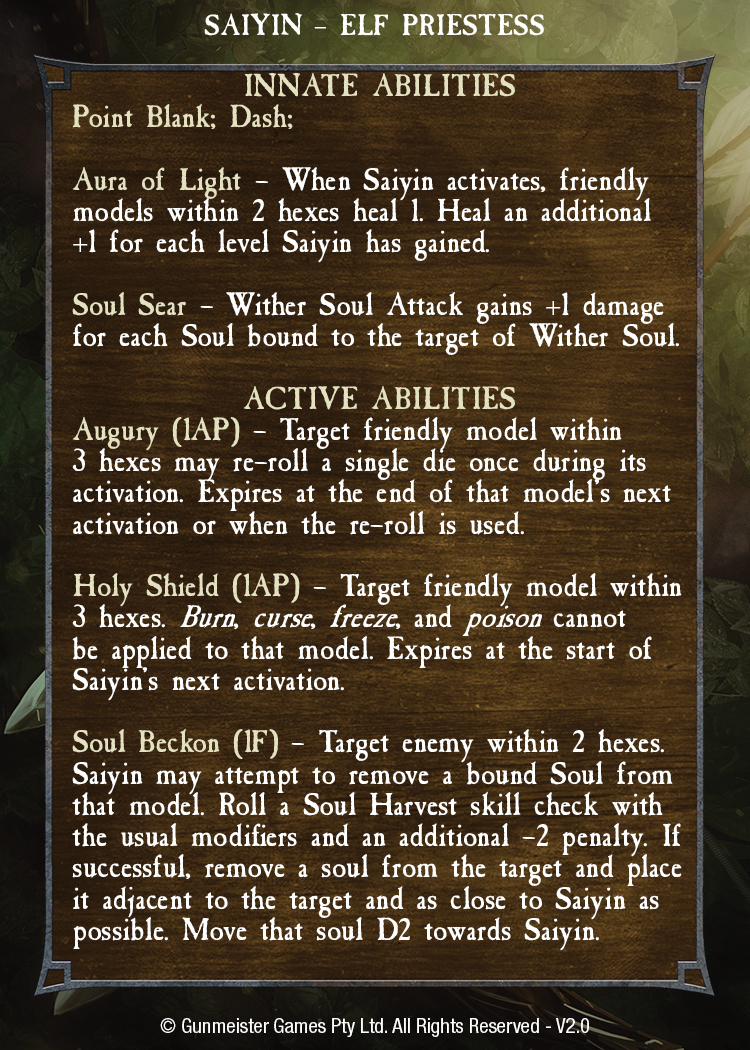 SAIYIN – ELF PRIESTESS
INNATE ABILITIES
Point Blank; Dash;
Aura of Light – When Saiyin activates, friendly
models within 2 hexes heal 1. Heal an additional
+1 for each level Saiyin has gained.
Soul Sear – Wither Soul Attack gains +1 damage
for each Soul bound to the target of Wither Soul.
ACTIVE ABILITIES
Augury (1AP) – Target friendly model within
3 hexes may re-roll a single die once during its
activation. Expires at the end of that model's next
activation or when the re-roll is used.
Holy Shield (1AP) – Target friendly model within
3 hexes. Burn, curse, freeze, and poison cannot
be applied to that model. Expires at the start of
Saiyin's next activation.
Soul Beckon (1F) – Target enemy within 2 hexes.
Saiyin may attempt to remove a bound Soul from
that model. Roll a Soul Harvest skill check with
the usual modifiers and an additional -2 penalty. If
successful, remove a soul from the target and place
it adjacent to the target and as close to Saiyin as
possible. Move that soul D2 towards Saiyin.
© Gunmeister Games Pty Ltd. All Rights Reserved - V2.0